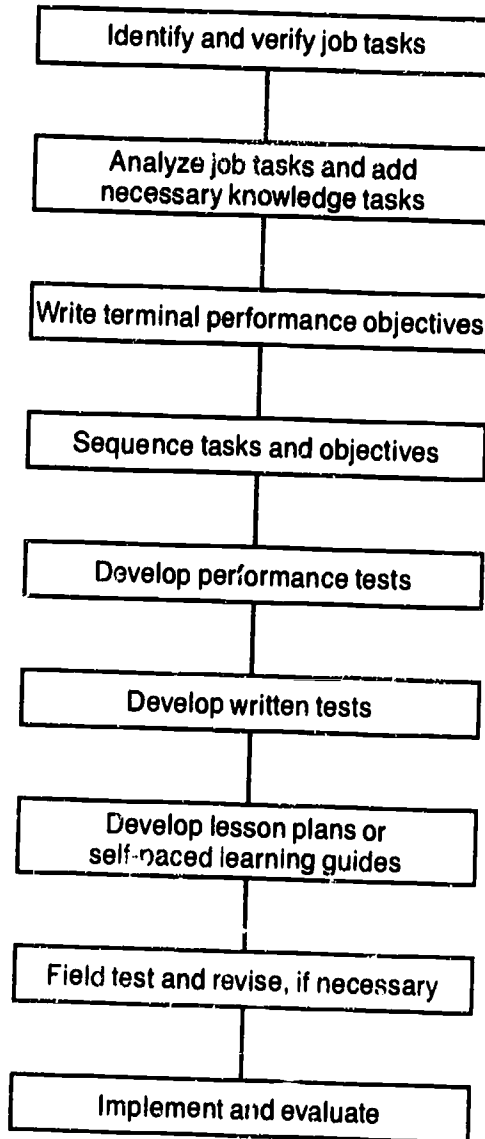 Identify and verify job tasks
Analyze job tasks and add
necessary knowledge tasks
Write terminal performance objectives
Sequence tasks and objectives
Develop performance tests
Develop written tests
Develop lesson plans or
self-paced learning guides
Field test and revise, if necessary
Implement and evaluate